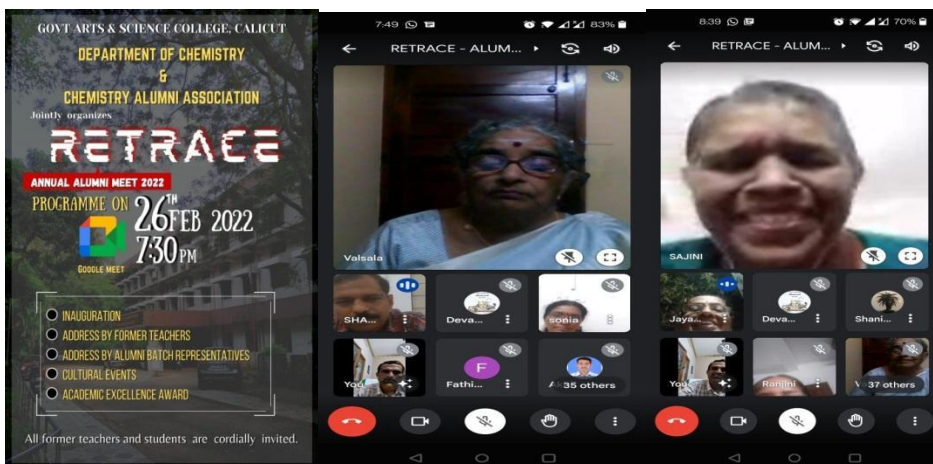 GOVT ARTS & SCIENCE COLLEGE, CALICUT
DEPARTMENT OF CHEMISTRY
&
CHEMISTRY ALUMNI ASSOCIATION
Jointly organizes
RETRACE
ANNUAL ALUMNI MEET 2022
PROGRAMME ON 26TH FEB 2022
7:30 PM
GOOGLE MEET
INAUGURATION
ADDRESS BY FORMER TEACHERS
ADDRESS BY ALUMNI BATCH REPRESENTATIVES
CULTURAL EVENTS
ACADEMIC EXCELLENCE AWARD
All former teachers and students are cordially invited.
7:49 83%
RETRACE - ALUM...
Valsala
SHA... Deva... sonia
You Fathi... 35 others
F
8:39 70%
RETRACE - ALUM...
SAJINI
Jaya... Deva... Shani...
You Ranjini 37 others